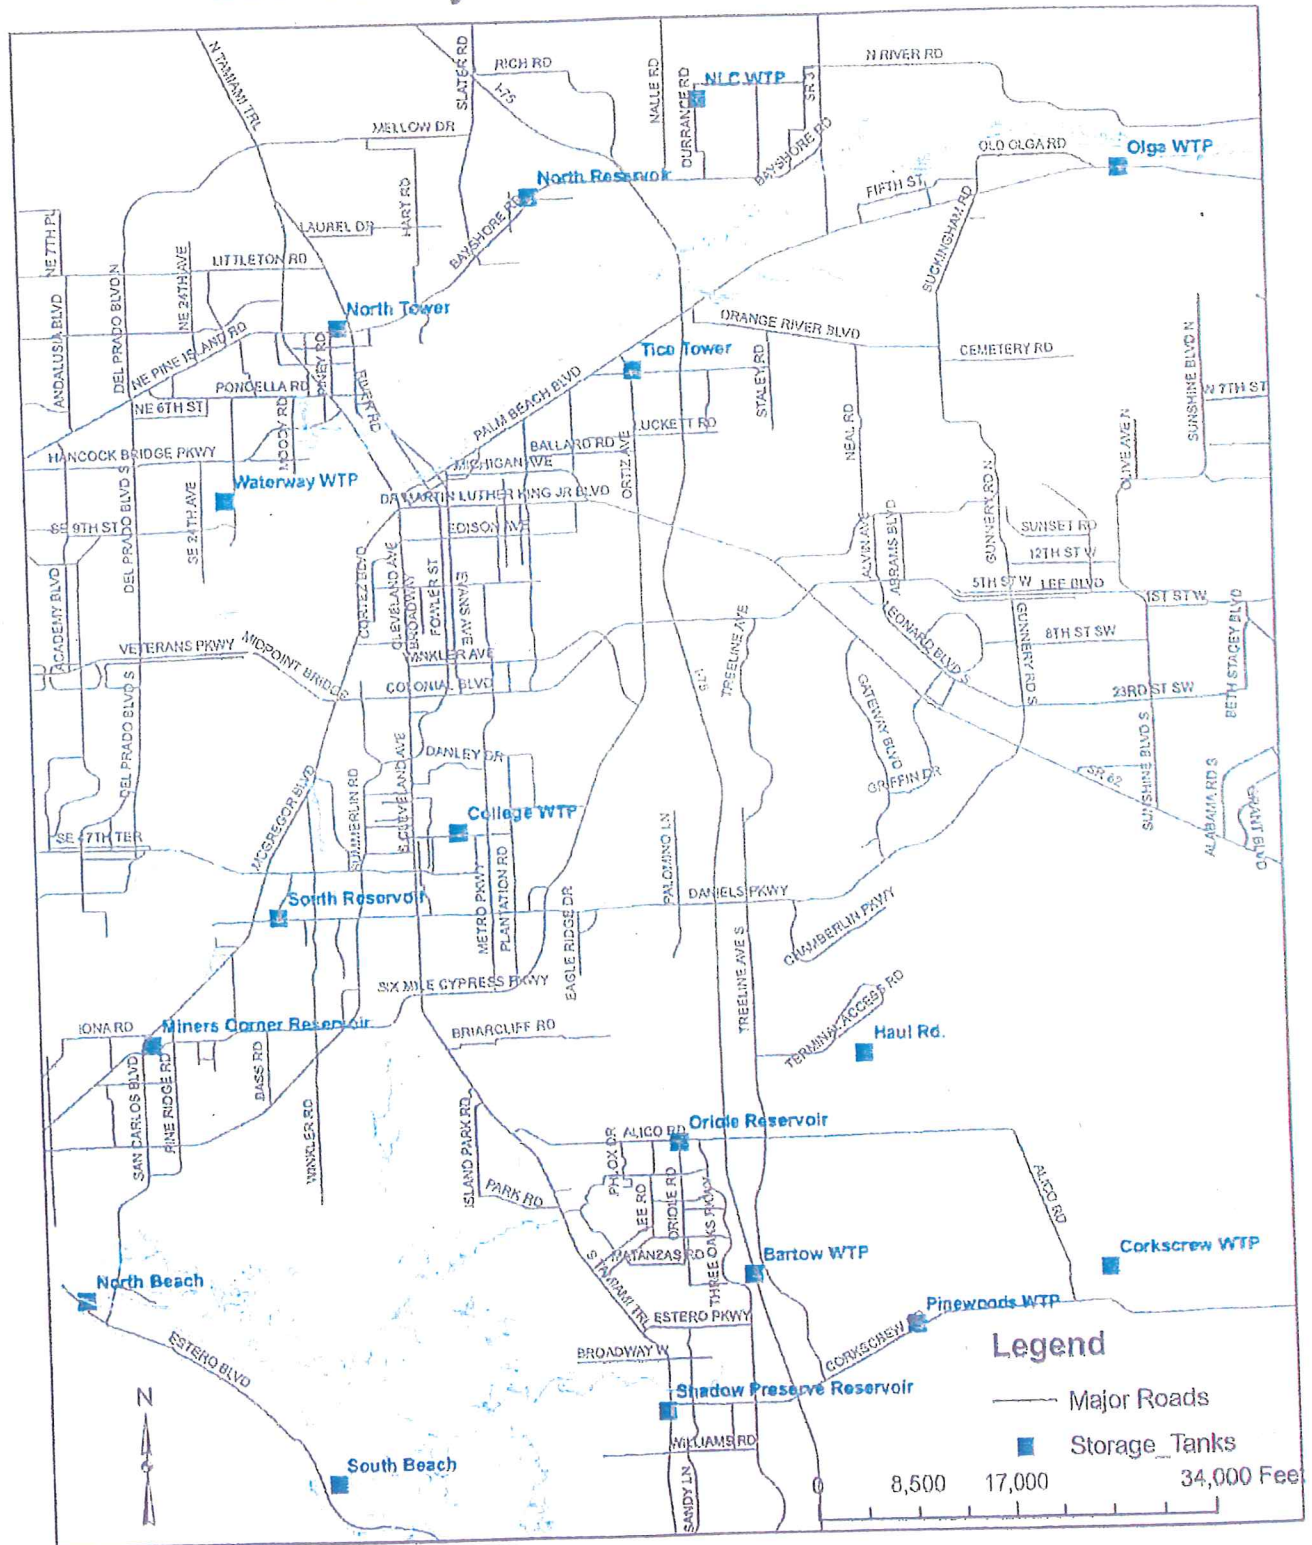 N TAMIAMI TRL
SLATER RD
RICH RD
I-75
NALLE RD
DURRANCE RD
NLC WTP
SR 31
N RIVER RD
MELLOW DR
BAYSHORE RD
OLD OLGA RD
Olga WTP
North Reservoir
FIFTH ST
HART RD
LAUREL DR
BAYSHORE RD
BUCKINGHAM RD
NE 7TH PL
LITTLETON RD
NE 24TH AVE
DEL PRADO BLVD N
ANDALUSIA BLVD
North Tower
ORANGE RIVER BLVD
NE PINE ISLAND RD
PINEY RD
Tice Tower
STALEY RD
CEMETERY RD
SUNSHINE BLVD N
W 7TH ST
PONDELLA RD
NE 6TH ST
MOODY RD
RIVER RD
PALM BEACH BLVD
LUCKETT RD
NEAL RD
BALLARD RD
ORTIZ AVE
OLIVE AVE N
HANCOCK BRIDGE PKWY
MICHIGAN AVE
Waterway WTP
DR MARTIN LUTHER KING JR BLVD
GUNNERY RD N
SE 9TH ST
SE 24TH AVE
DEL PRADO BLVD S
EDISON AVE
ALVIN AVE
ABRAMS BLVD
SUNSET RD
12TH ST W
5TH ST W
LEE BLVD
1ST ST W
ACADEMY BLVD
CORTEZ BLVD
CLEVELAND AVE
BROADWAY
FOWLER ST
EVANS AVE
LEONARD BLVD S
8TH ST SW
VETERANS PKWY
MIDPOINT BRIDGE
WINKLER AVE
COLONIAL BLVD
I-75
TREELINE AVE
GATEWAY BLVD
GUNNERY RD S
23RD ST SW
BETH STACEY BLVD
DEL PRADO BLVD S
DANLEY DR
GRIFFIN DR
SR 82
SUNSHINE BLVD S
ALABAMA RD S
GRANT BLVD
MCGREGOR BLVD
SUMMERLIN RD
S CLEVELAND AVE
College WTP
SE 47TH TER
METRO PKWY
PLANTATION RD
PALOMINO LN
South Reservoir
DANIELS PKWY
EAGLE RIDGE DR
CHAMBERLIN PKWY
TREELINE AVE S
SIX MILE CYPRESS PKWY
TERMINAL ACCESS RD
IONA RD
Miners Corner Reservoir
BRIARCLIFF RD
Haul Rd.
SAN CARLOS BLVD
PINE RIDGE RD
BASS RD
WINKLER RD
ISLAND PARK RD
Oriole Reservoir
ALICO RD
PHLOX DR
PARK RD
LEE RD
ORIOLE RD
THREE OAKS PKWY
ALICO RD
MATANZAS RD
Bartow WTP
Corkscrew WTP
North Beach
S TAMIAMI TRL
ESTERO PKWY
Pinewoods WTP
CORKSCREW
ESTERO BLVD
BROADWAY W
Shadow Preserve Reservoir
WILLIAMS RD
SANDY LN
South Beach
N
Legend
Major Roads
Storage_Tanks
0 8,500 17,000 34,000 Feet